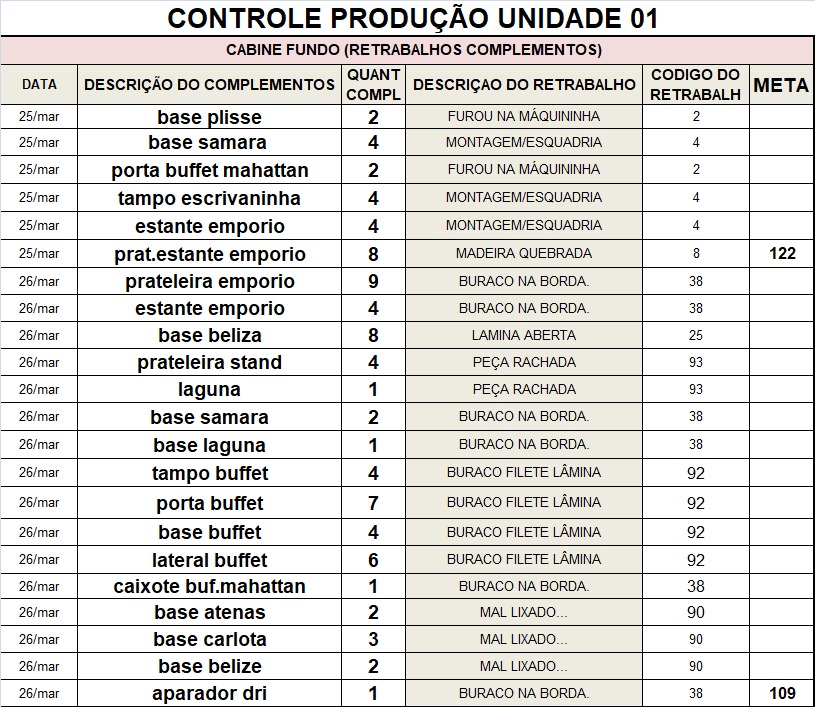 CONTROLE PRODUÇÃO UNIDADE 01
CABINE FUNDO (RETRABALHOS COMPLEMENTOS)
DATA DESCRIÇÃO DO COMPLEMENTOS QUANT COMPL DESCRIÇAO DO RETRABALHO CODIGO DO RETRABALH META
25/mar base plisse 2 FUROU NA MÁQUININHA 2
25/mar base samara 4 MONTAGEM/ESQUADRIA 4
25/mar porta buffet mahattan 2 FUROU NA MÁQUININHA 2
25/mar tampo escrivaninha 4 MONTAGEM/ESQUADRIA 4
25/mar estante emporio 4 MONTAGEM/ESQUADRIA 4
25/mar prat.estante emporio 8 MADEIRA QUEBRADA 8 122
26/mar prateleira emporio 9 BURACO NA BORDA. 38
26/mar estante emporio 4 BURACO NA BORDA. 38
26/mar base beliza 8 LAMINA ABERTA 25
26/mar prateleira stand 4 PEÇA RACHADA 93
26/mar laguna 1 PEÇA RACHADA 93
26/mar base samara 2 BURACO NA BORDA. 38
26/mar base laguna 1 BURACO NA BORDA. 38
26/mar tampo buffet 4 BURACO FILETE LÂMINA 92
26/mar porta buffet 7 BURACO FILETE LÂMINA 92
26/mar base buffet 4 BURACO FILETE LÂMINA 92
26/mar lateral buffet 6 BURACO FILETE LÂMINA 92
26/mar caixote buf.mahattan 1 BURACO NA BORDA. 38
26/mar base atenas 2 MAL LIXADO... 90
26/mar base carlota 3 MAL LIXADO... 90
26/mar base belize 2 MAL LIXADO... 90
26/mar aparador dri 1 BURACO NA BORDA. 38 109